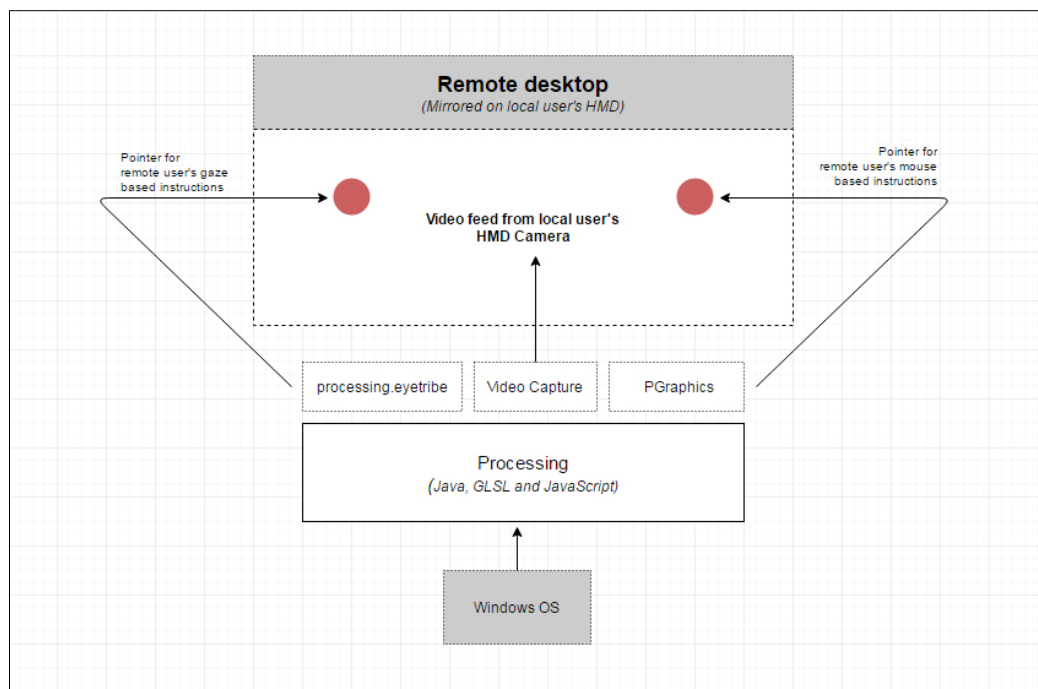 Remote desktop
(Mirrored on local user's HMD)
Pointer for
remote user's gaze
based instructions
Pointer for
remote user's mouse
based instructions
Video feed from local user's
HMD Camera
processing.eyetribe
Video Capture
PGraphics
Processing
(Java, GLSL and JavaScript)
Windows OS